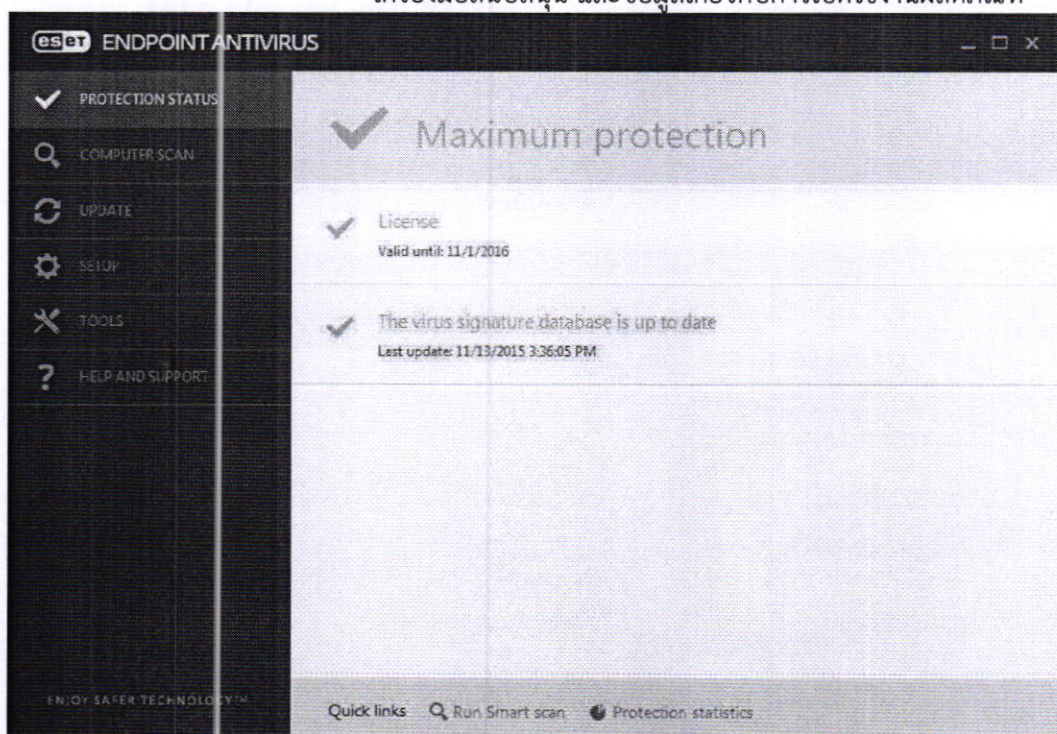 eset ENDPOINT ANTIVIRUS
PROTECTION STATUS
COMPUTER SCAN
UPDATE
SETUP
TOOLS
HELP AND SUPPORT
ENJOY SAFER TECHNOLOGY™
Maximum protection
License
Valid until: 11/1/2016
The virus signature database is up to date
Last update: 11/13/2015 3:36:05 PM
Quick links Run Smart scan Protection statistics